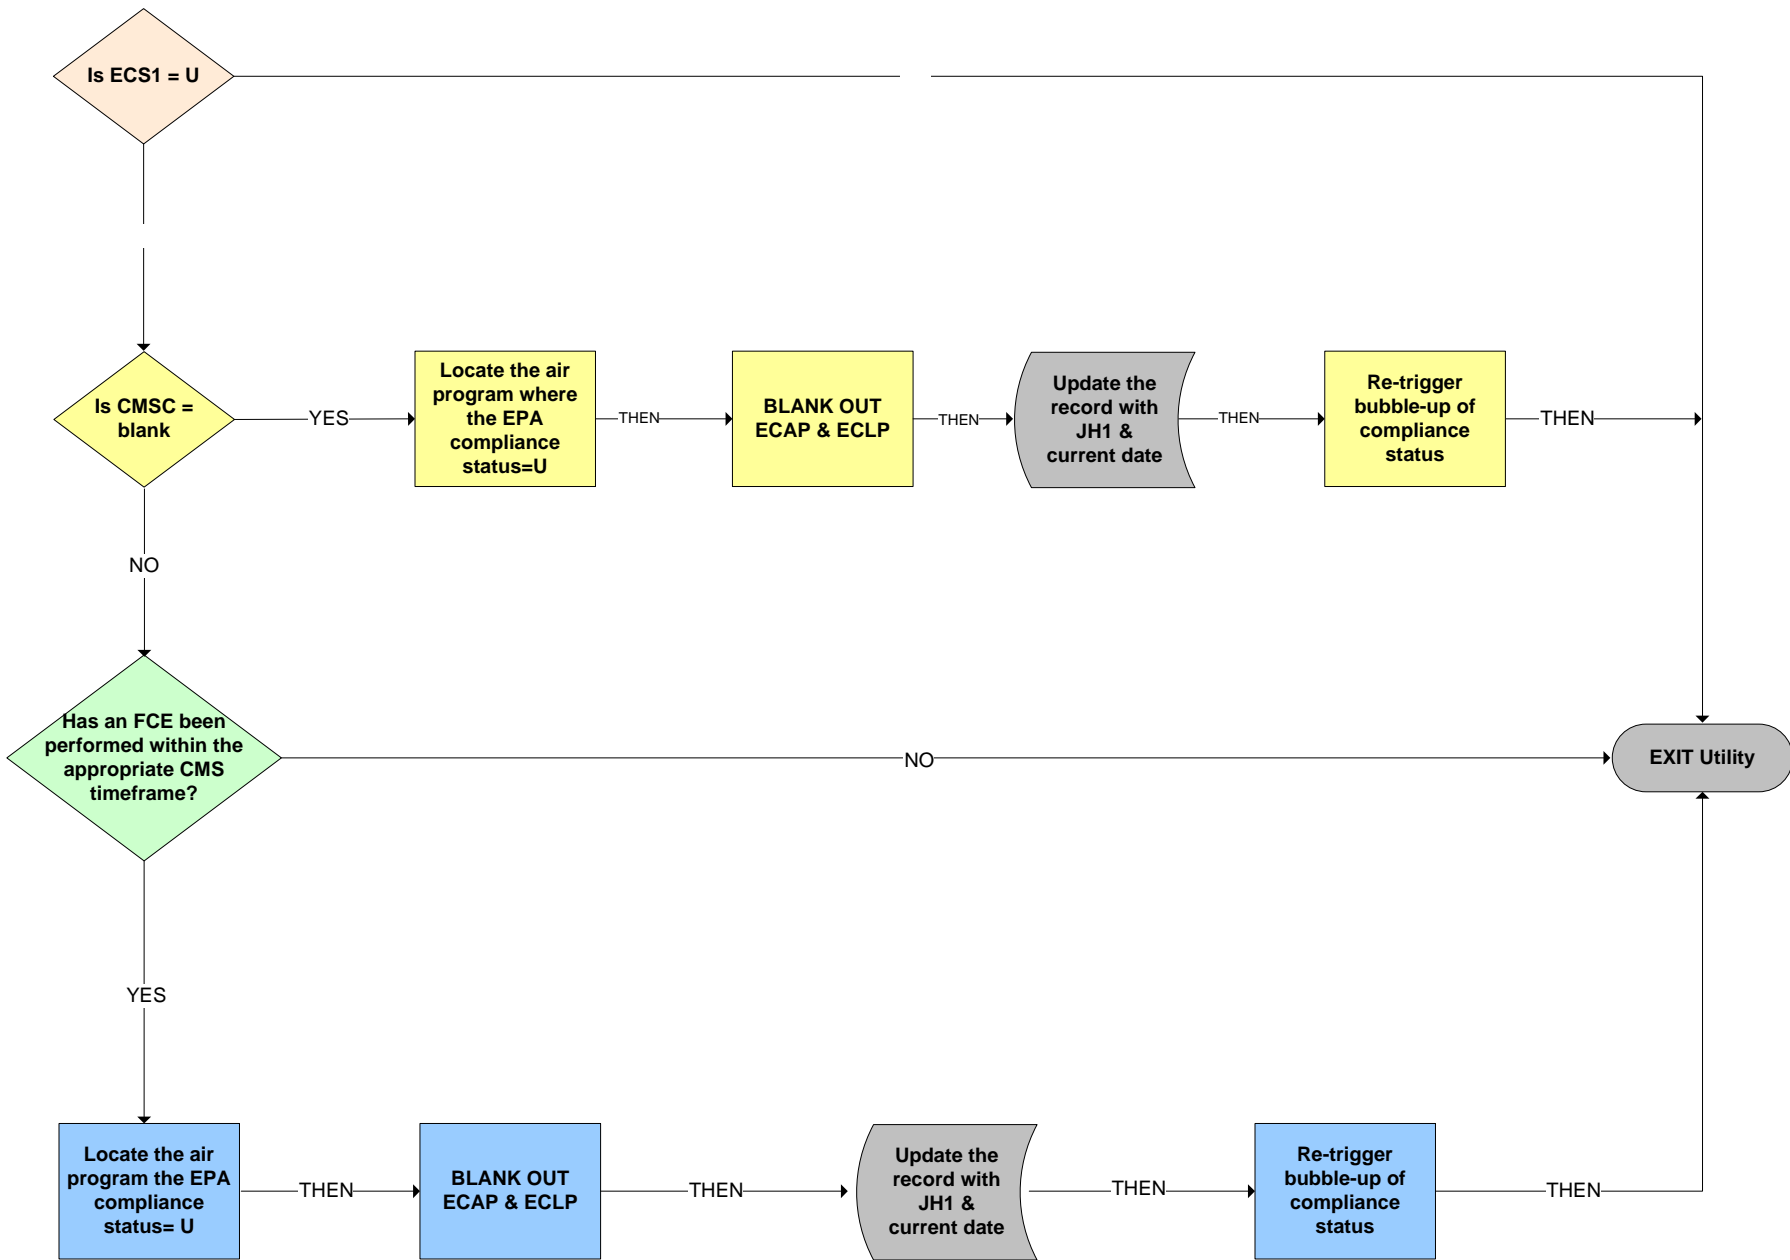 Is ECS1 = U
Is CMSC =
blank
YES
Locate the air
program where
the EPA
compliance
status=U
THEN
BLANK OUT
ECAP & ECLP
THEN
Update the
record with
JH1 &
current date
THEN
Re-trigger
bubble-up of
compliance
status
THEN
NO
Has an FCE been
performed within the
appropriate CMS
timeframe?
NO
EXIT Utility
YES
Locate the air
program the EPA
compliance
status= U
THEN
BLANK OUT
ECAP & ECLP
THEN
Update the
record with
JH1 &
current date
THEN
Re-trigger
bubble-up of
compliance
status
THEN